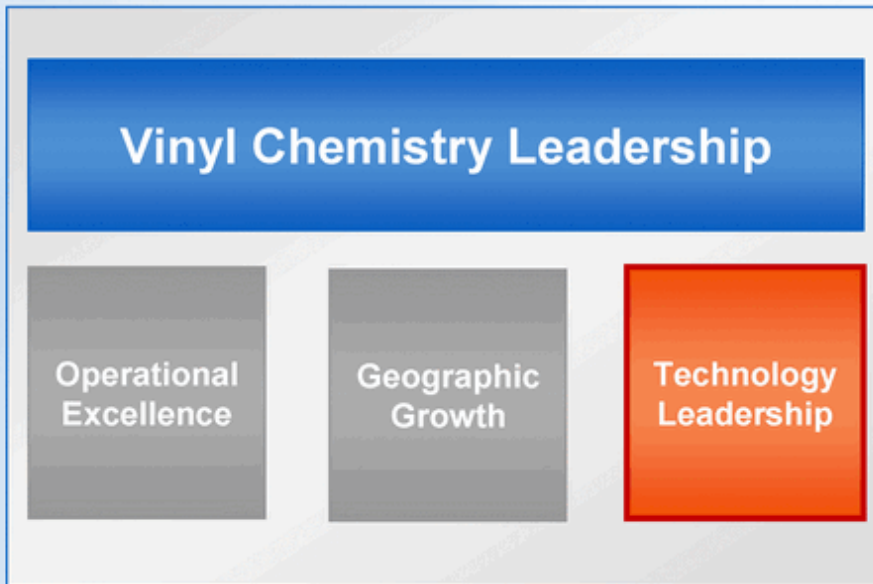 Vinyl Chemistry Leadership
Operational
Excellence
Geographic
Growth
Technology
Leadership